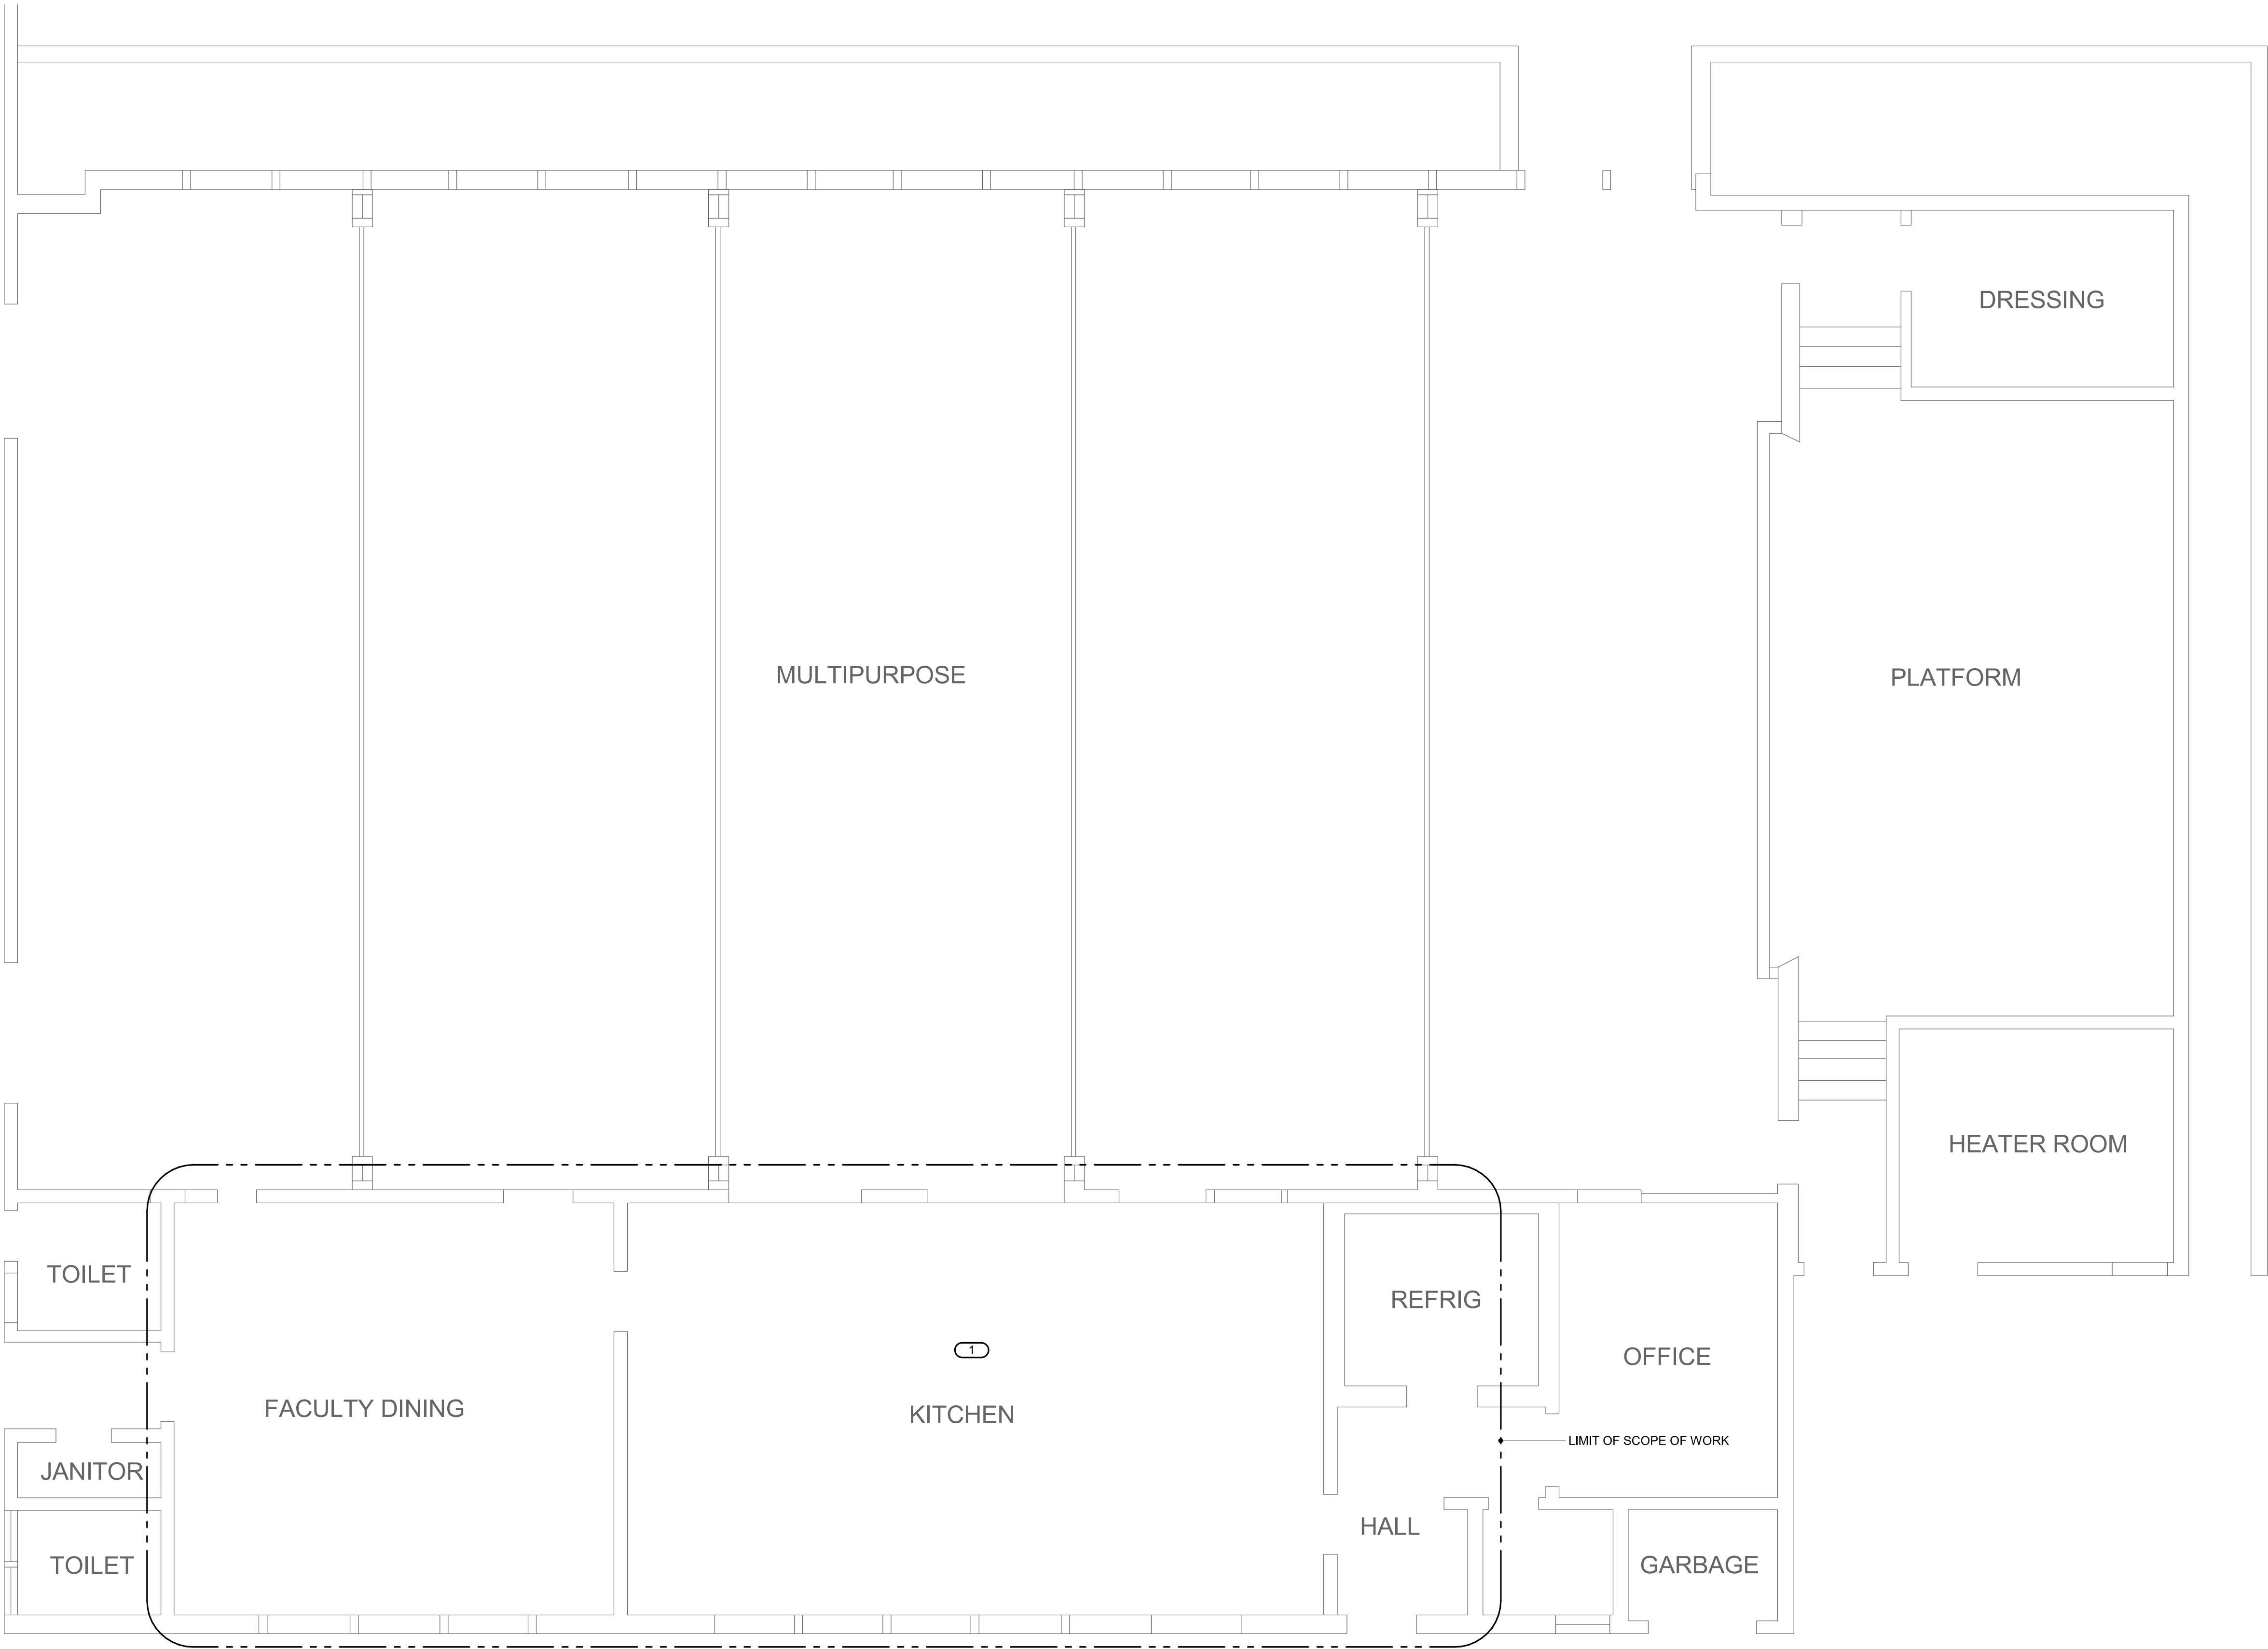 DRESSING
MULTIPURPOSE
PLATFORM
HEATER ROOM
TOILET
REFRIG
1
OFFICE
FACULTY DINING
KITCHEN
LIMIT OF SCOPE OF WORK
JANITOR
HALL
TOILET
GARBAGE